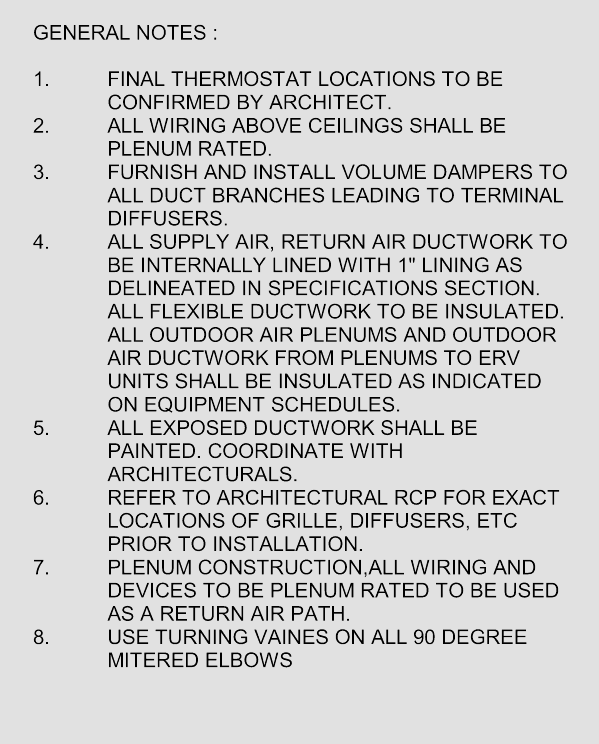 GENERAL NOTES :
1. FINAL THERMOSTAT LOCATIONS TO BE
CONFIRMED BY ARCHITECT.
2. ALL WIRING ABOVE CEILINGS SHALL BE
PLENUM RATED.
3. FURNISH AND INSTALL VOLUME DAMPERS TO
ALL DUCT BRANCHES LEADING TO TERMINAL
DIFFUSERS.
4. ALL SUPPLY AIR, RETURN AIR DUCTWORK TO
BE INTERNALLY LINED WITH 1" LINING AS
DELINEATED IN SPECIFICATIONS SECTION.
ALL FLEXIBLE DUCTWORK TO BE INSULATED.
ALL OUTDOOR AIR PLENUMS AND OUTDOOR
AIR DUCTWORK FROM PLENUMS TO ERV
UNITS SHALL BE INSULATED AS INDICATED
ON EQUIPMENT SCHEDULES.
5. ALL EXPOSED DUCTWORK SHALL BE
PAINTED. COORDINATE WITH
ARCHITECTURALS.
6. REFER TO ARCHITECTURAL RCP FOR EXACT
LOCATIONS OF GRILLE, DIFFUSERS, ETC
PRIOR TO INSTALLATION.
7. PLENUM CONSTRUCTION,ALL WIRING AND
DEVICES TO BE PLENUM RATED TO BE USED
AS A RETURN AIR PATH.
8. USE TURNING VAINES ON ALL 90 DEGREE
MITERED ELBOWS